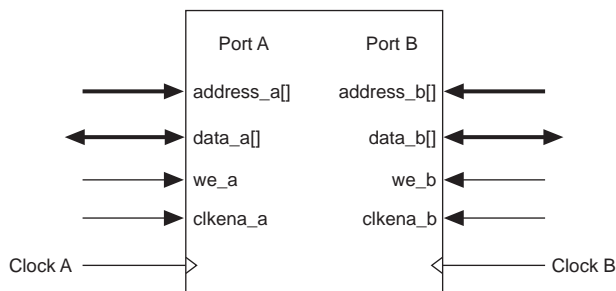 Port A Port B
address_a[] address_b[]
data_a[] data_b[]
we_a we_b
clkena_a clkena_b
Clock A Clock B